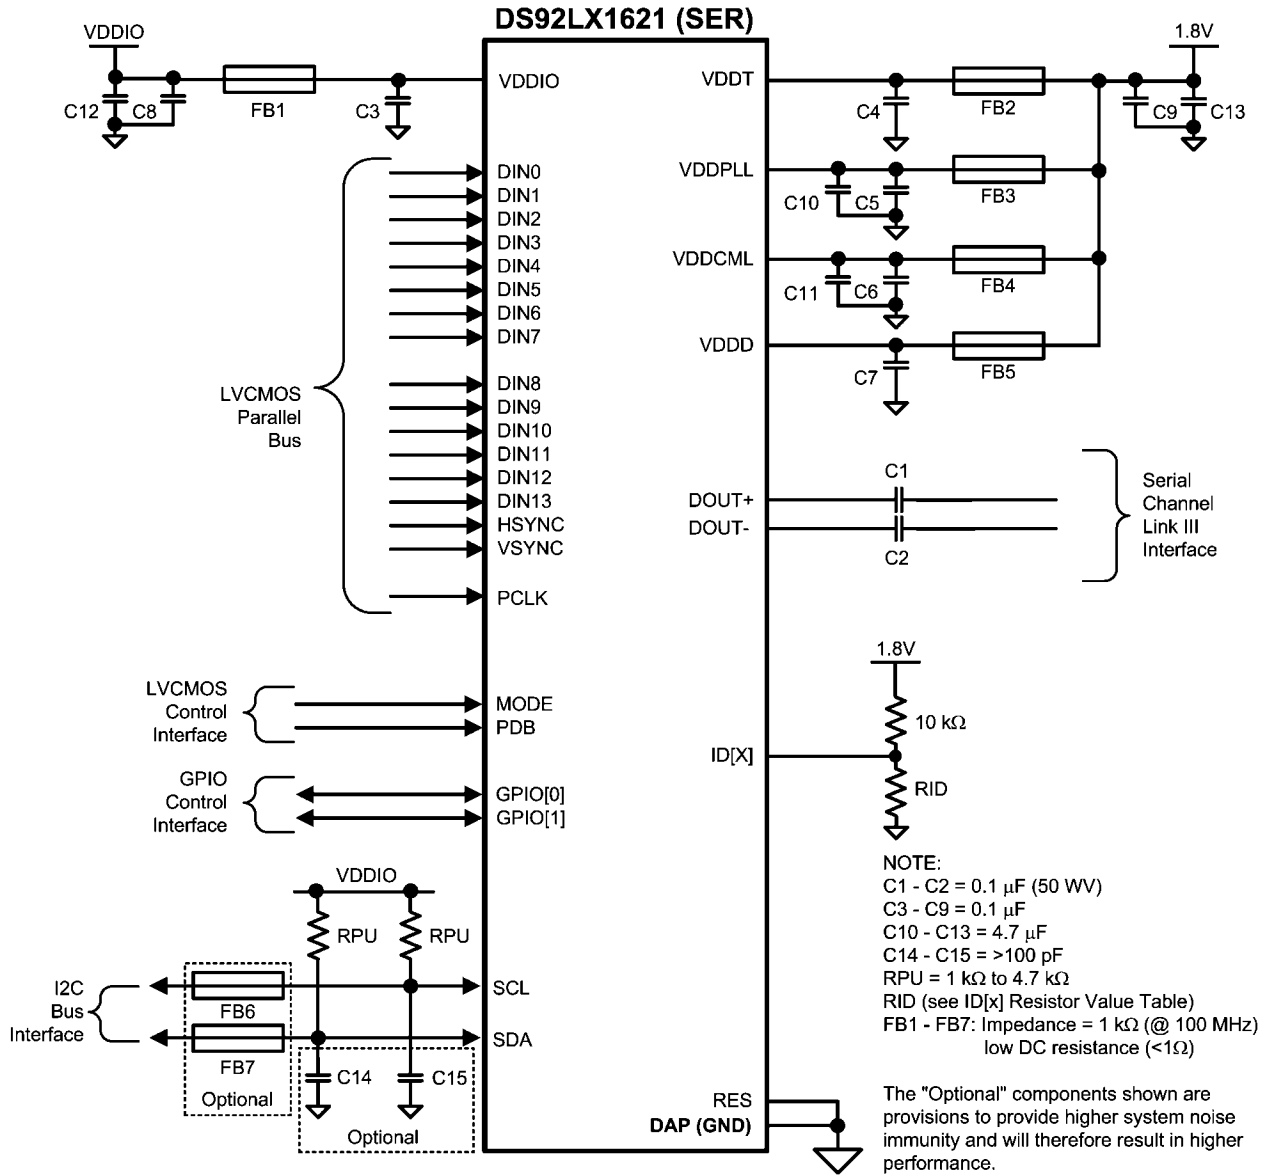 DS92LX1621 (SER)
VDDIO
C12
C8
FB1
C3
VDDIO
LVCMOS
Parallel
Bus
DIN0
DIN1
DIN2
DIN3
DIN4
DIN5
DIN6
DIN7
DIN8
DIN9
DIN10
DIN11
DIN12
DIN13
HSYNC
VSYNC
PCLK
LVCMOS
Control
Interface
MODE
PDB
GPIO
Control
Interface
GPIO[0]
GPIO[1]
VDDIO
RPU
RPU
I2C
Bus
Interface
FB6
FB7
Optional
SCL
SDA
C14
C15
Optional
1.8V
VDDT
C4
FB2
C9
C13
VDDPLL
C10
C5
FB3
VDDCML
C11
C6
FB4
VDDD
C7
FB5
C1
DOUT+
DOUT-
C2
Serial
Channel
Link III
Interface
1.8V
10 kΩ
ID[X]
RID
NOTE:
C1 - C2 = 0.1 μF (50 WV)
C3 - C9 = 0.1 μF
C10 - C13 = 4.7 μF
C14 - C15 = >100 pF
RPU = 1 kΩ to 4.7 kΩ
RID (see ID[x] Resistor Value Table)
FB1 - FB7: Impedance = 1 kΩ (@ 100 MHz)
low DC resistance (<1Ω)
RES
DAP (GND)
The "Optional" components shown are
provisions to provide higher system noise
immunity and will therefore result in higher
performance.